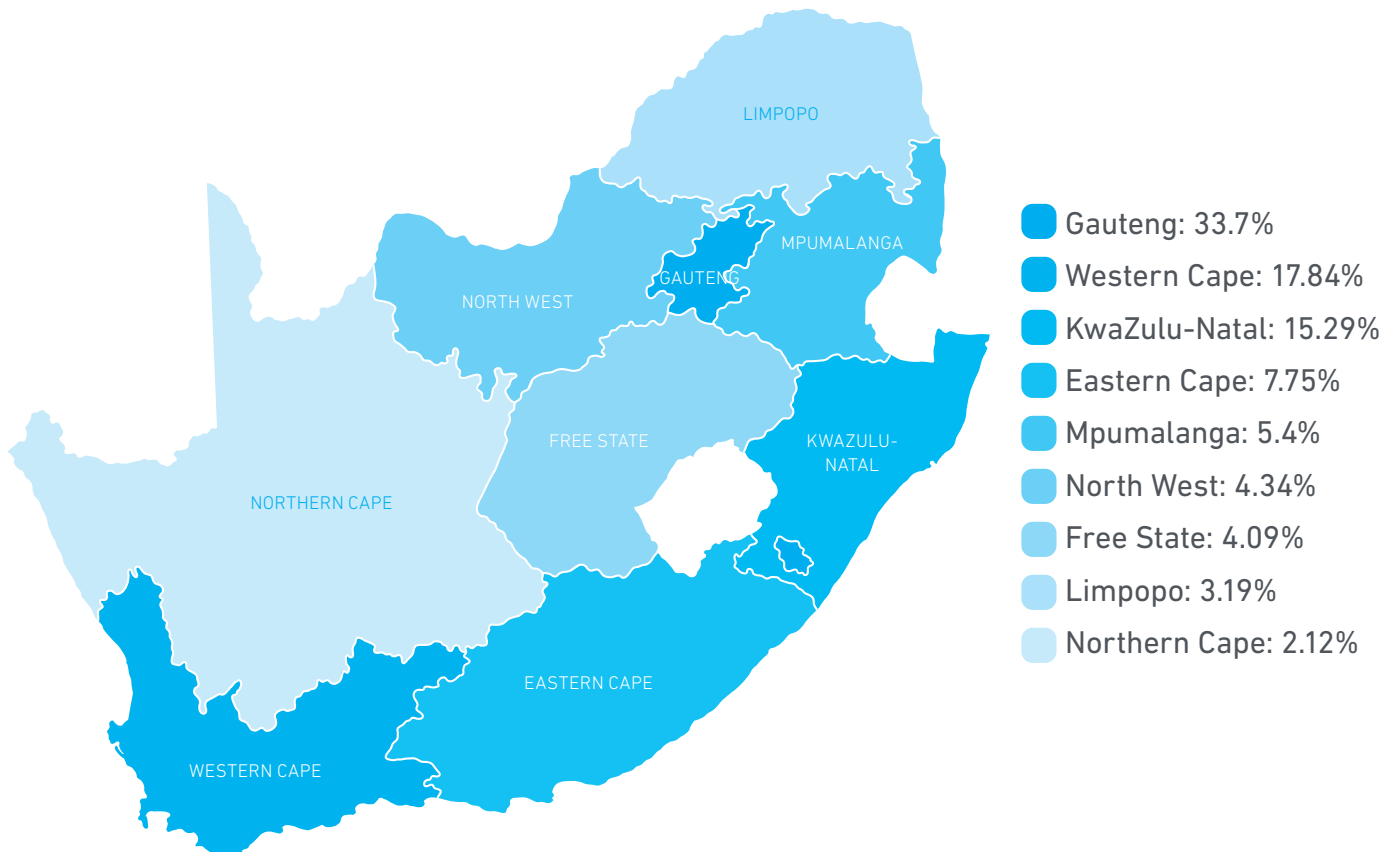 LIMPOPO
MPUMALANGA
GAUTENG
NORTH WEST
FREE STATE
KWAZULU-
NATAL
NORTHERN CAPE
EASTERN CAPE
WESTERN CAPE
Gauteng: 33.7%
Western Cape: 17.84%
KwaZulu-Natal: 15.29%
Eastern Cape: 7.75%
Mpumalanga: 5.4%
North West: 4.34%
Free State: 4.09%
Limpopo: 3.19%
Northern Cape: 2.12%